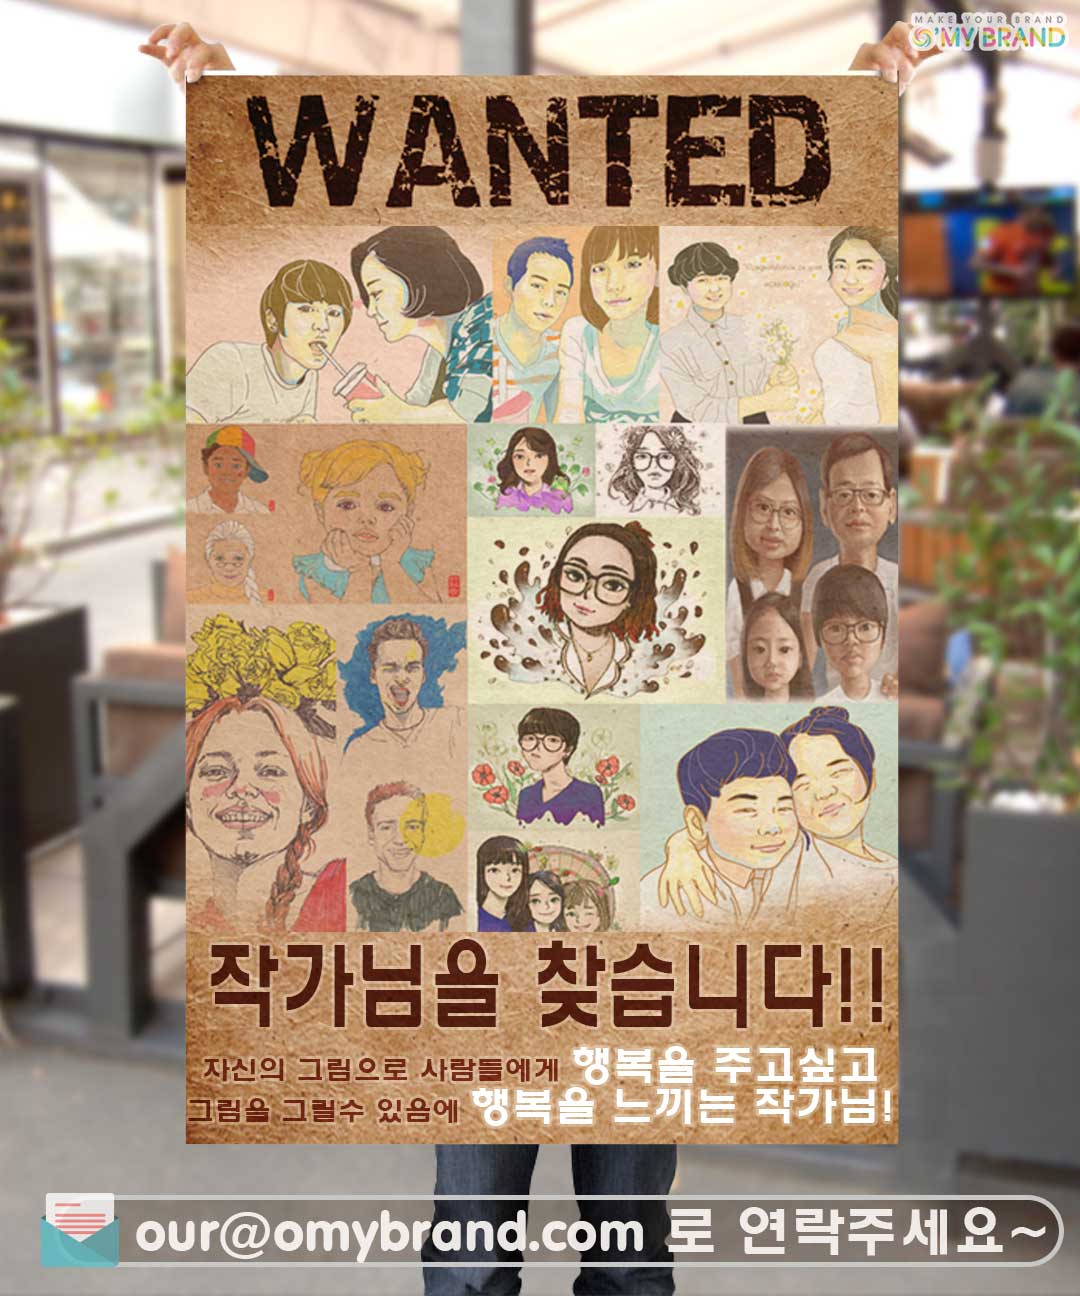 MAKE YOUR BRAND
O'MY BRAND
WANTED
작가님을 찾습니다!!
자신의 그림으로 사람들에게 행복을 주고싶고
그림을 그릴수 있음에 행복을 느끼는 작가님!
our@omybrand.com 로 연락주세요~